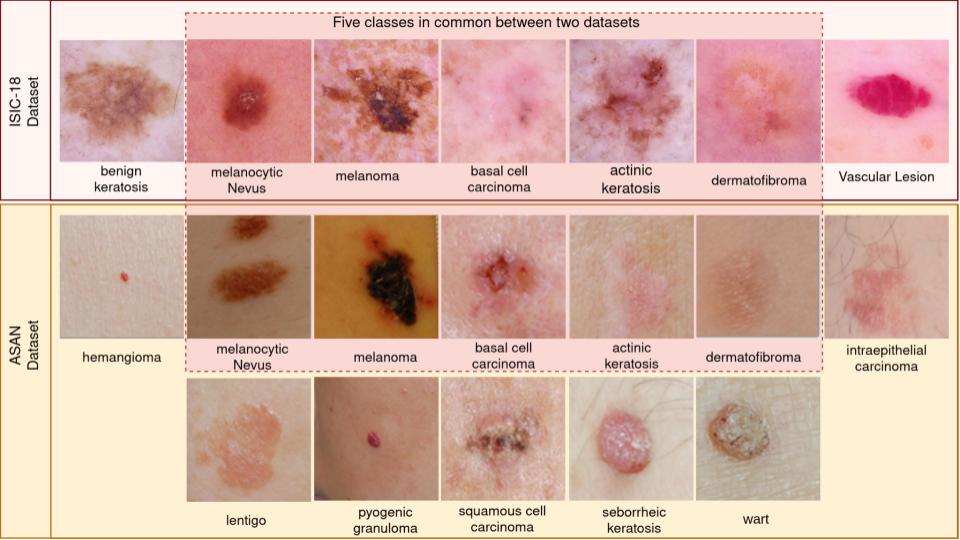 Five classes in common between two datasets
ISIC-18
Dataset
benign
keratosis
melanocytic
Nevus
melanoma
basal cell
carcinoma
actinic
keratosis
dermatofibroma
Vascular Lesion
ASAN
Dataset
hemangioma
melanocytic
Nevus
melanoma
basal cell
carcinoma
actinic
keratosis
dermatofibroma
intraepithelial
carcinoma
lentigo
pyogenic
granuloma
squamous cell
carcinoma
seborrheic
keratosis
wart